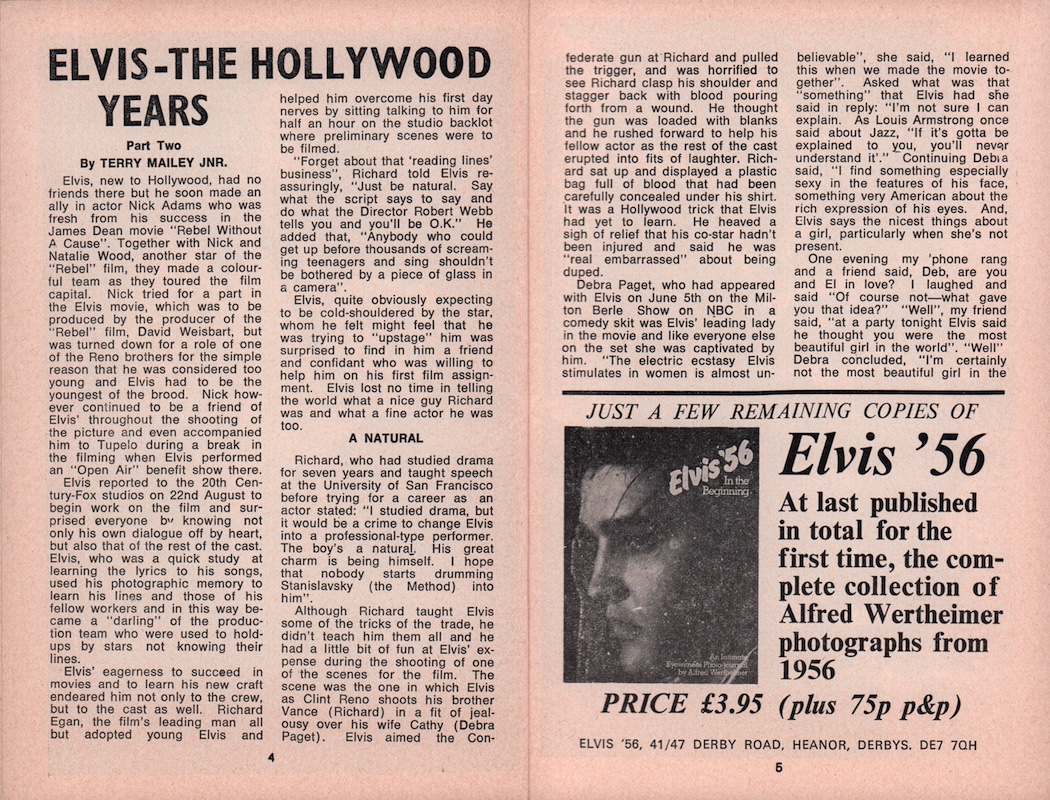 ELVIS-THE HOLLYWOOD
YEARS
Part Two
By TERRY MAILEY JNR.
Elvis, new to Hollywood, had no
friends there but he soon made an
ally in actor Nick Adams who was
fresh from his success in the
James Dean movie "Rebel Without
A Cause". Together with Nick and
Natalie Wood, another star of the
"Rebel" film, they made a colour-
ful team as they toured the film
capital. Nick tried for a part in
the Elvis movie, which was to be
produced by the producer of the
"Rebel" film, David Weisbart, but
was turned down for a role of one
of the Reno brothers for the simple
reason that he was considered too
young and Elvis had to be the
youngest of the brood. Nick how-
ever continued to be a friend of
Elvis' throughout the shooting of
the picture and even accompanied
him to Tupelo during a break in
the filming when Elvis performed
an "Open Air" benefit show there.
Elvis reported to the 20th Cen-
tury-Fox studios on 22nd August to
begin work on the film and sur-
prised everyone by knowing not
only his own dialogue off by heart,
but also that of the rest of the cast.
Elvis, who was a quick study at
learning the lyrics to his songs,
used his photographic memory to
learn his lines and those of his
fellow workers and in this way be-
came a "darling" of the produc-
tion team who were used to hold-
ups by stars not knowing their
lines.
Elvis' eagerness to succeed in
movies and to learn his new craft
endeared him not only to the crew,
but to the cast as well. Richard
Egan, the film's leading man all
but adopted young Elvis and
helped him overcome his first day
nerves by sitting talking to him for
half an hour on the studio backlot
where preliminary scenes were to
be filmed.
"Forget about that 'reading lines'
business", Richard told Elvis re-
assuringly, "Just be natural. Say
what the script says to say and
do what the Director Robert Webb
tells you and you'll be O.K." He
added that, "Anybody who could
get up before thousands of scream-
ing teenagers and sing shouldn't
be bothered by a piece of glass in
a camera".
Elvis, quite obviously expecting
to be cold-shouldered by the star,
whom he felt might feel that he
was trying to "upstage" him was
surprised to find in him a friend
and confidant who was willing to
help him on his first film assign-
ment. Elvis lost no time in telling
the world what a nice guy Richard
was and what a fine actor he was
too.
A NATURAL
Richard, who had studied drama
for seven years and taught speech
at the University of San Francisco
before trying for a career as an
actor stated: "I studied drama, but
it would be a crime to change Elvis
into a professional-type performer.
The boy's a natural. His great
charm is being himself. I hope
that nobody starts drumming
Stanislavsky (the Method) into
him".
Although Richard taught Elvis
some of the tricks of the trade, he
didn't teach him them all and he
had a little bit of fun at Elvis' ex-
pense during the shooting of one
of the scenes for the film. The
scene was the one in which Elvis
as Clint Reno shoots his brother
Vance (Richard) in a fit of jeal-
ousy over his wife Cathy (Debra
Paget). Elvis aimed the Con-
4
federate gun at Richard and pulled
the trigger, and was horrified to
see Richard clasp his shoulder and
stagger back with blood pouring
forth from a wound. He thought
the gun was loaded with blanks
and he rushed forward to help his
fellow actor as the rest of the cast
erupted into fits of laughter. Rich-
ard sat up and displayed a plastic
bag full of blood that had been
carefully concealed under his shirt.
It was a Hollywood trick that Elvis
had yet to learn. He heaved a
sigh of relief that his co-star hadn't
been injured and said he was
"real embarrassed" about being
duped.
Debra Paget, who had appeared
with Elvis on June 5th on the Mil-
ton Berle Show on NBC in a
comedy skit was Elvis' leading lady
in the movie and like everyone else
on the set she was captivated by
him. "The electric ecstasy Elvis
stimulates in women is almost un-
believable", she said, "I learned
this when we made the movie to-
gether". Asked what was that
"something" that Elvis had she
said in reply: "I'm not sure I can
explain. As Louis Armstrong once
said about Jazz, "If it's gotta be
explained to you, you'll never
understand it'." Continuing Debra
said, "I find something especially
sexy in the features of his face,
something very American about the
rich expression of his eyes. And,
Elvis says the nicest things about
a girl, particularly when she's not
present.
One evening my 'phone rang
and a friend said, Deb, are you
and El in love? I laughed and
said "Of course not—what gave
you that idea?" "Well", my friend
said, "at a party tonight Elvis said
he thought you were the most
beautiful girl in the world". "Well"
Debra concluded, "I'm certainly
not the most beautiful girl in the
JUST A FEW REMAINING COPIES OF
Elvis '56
In the
Beginning
An Intimate
Eyewitness Photo-journal
by Alfred Wertheimer
Elvis '56
At last published
in total for the
first time, the com-
plete collection of
Alfred Wertheimer
photographs from
1956
PRICE £3.95 (plus 75p p&p)
ELVIS '56, 41/47 DERBY ROAD, HEANOR, DERBYS. DE7 7QH
5